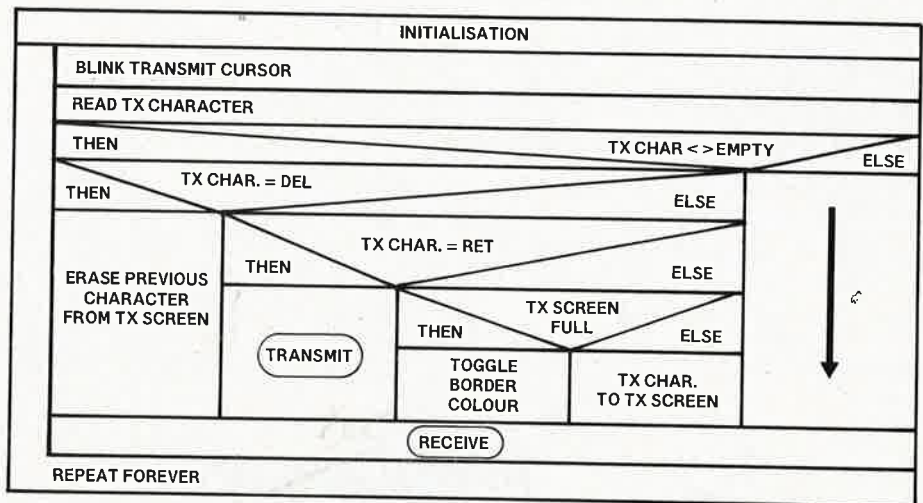 INITIALISATION
BLINK TRANSMIT CURSOR
READ TX CHARACTER
THEN
TX CHAR < > EMPTY
ELSE
THEN
TX CHAR. = DEL
ELSE
ERASE PREVIOUS
CHARACTER
FROM TX SCREEN
THEN
TX CHAR. = RET
ELSE
TRANSMIT
THEN
TX SCREEN
FULL
ELSE
TOGGLE
BORDER
COLOUR
TX CHAR.
TO TX SCREEN
RECEIVE
REPEAT FOREVER